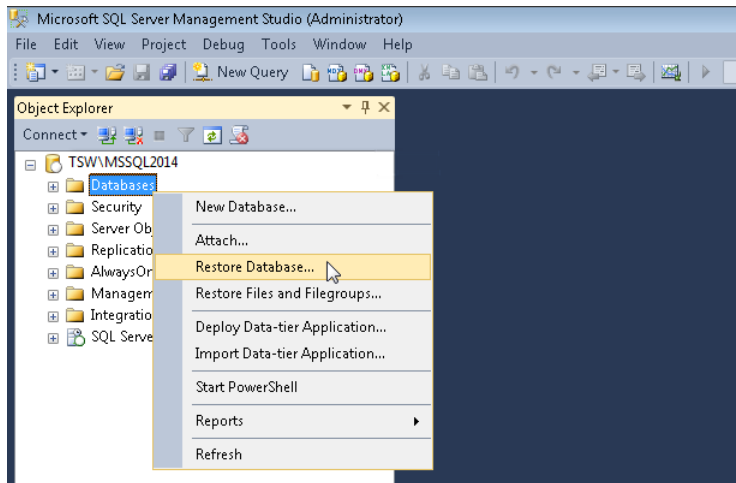 Microsoft SQL Server Management Studio (Administrator)
File Edit View Project Debug Tools Window Help
New Query
Object Explorer
Connect
TSW\MSSQL2014
Databases
Security
Server Ob
Replicatio
AlwaysOr
Managem
Integratio
SQL Serve
New Database...
Attach...
Restore Database...
Restore Files and Filegroups...
Deploy Data-tier Application...
Import Data-tier Application...
Start PowerShell
Reports
Refresh